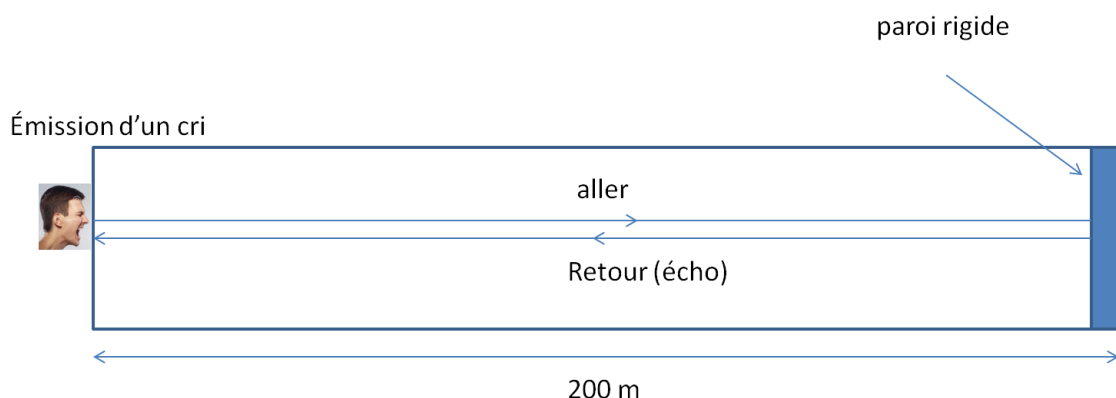 paroi rigide
Émission d’un cri
aller
Retour (écho)
200 m